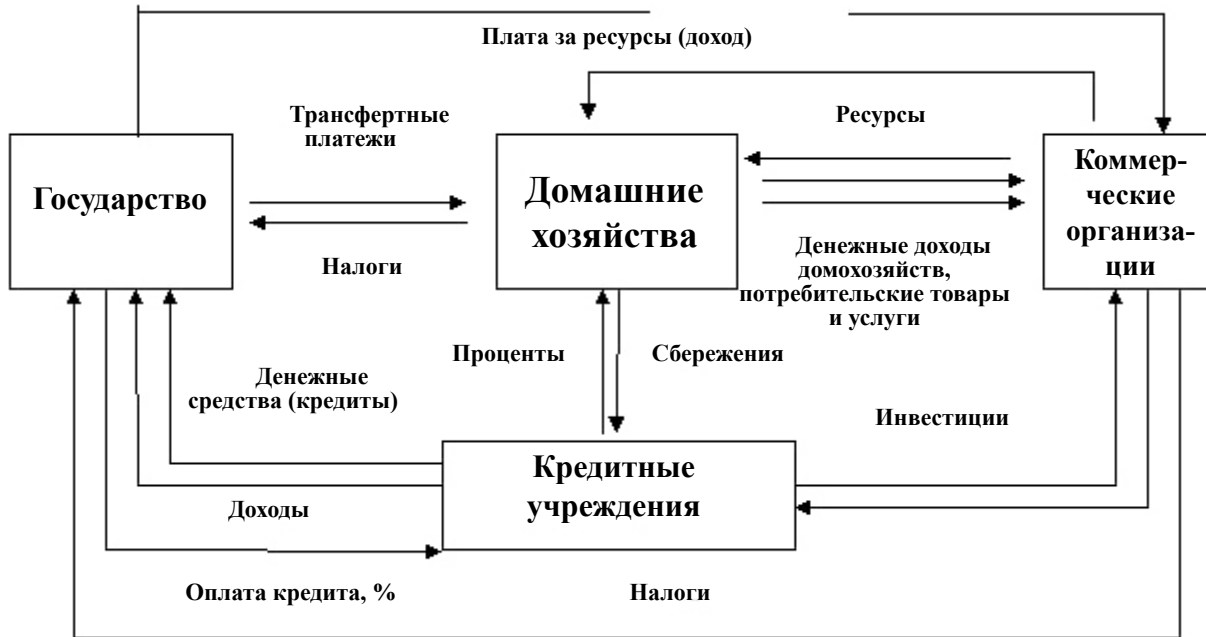 Плата за ресурсы (доход)
Трансфертные
платежи
Ресурсы
Государство
Домашние
хозяйства
Коммер-
ческие
организа-
ции
Налоги
Денежные доходы
домохозяйств,
потребительские товары
и услуги
Проценты
Сбережения
Денежные
средства (кредиты)
Инвестиции
Кредитные
учреждения
Доходы
Оплата кредита, %
Налоги